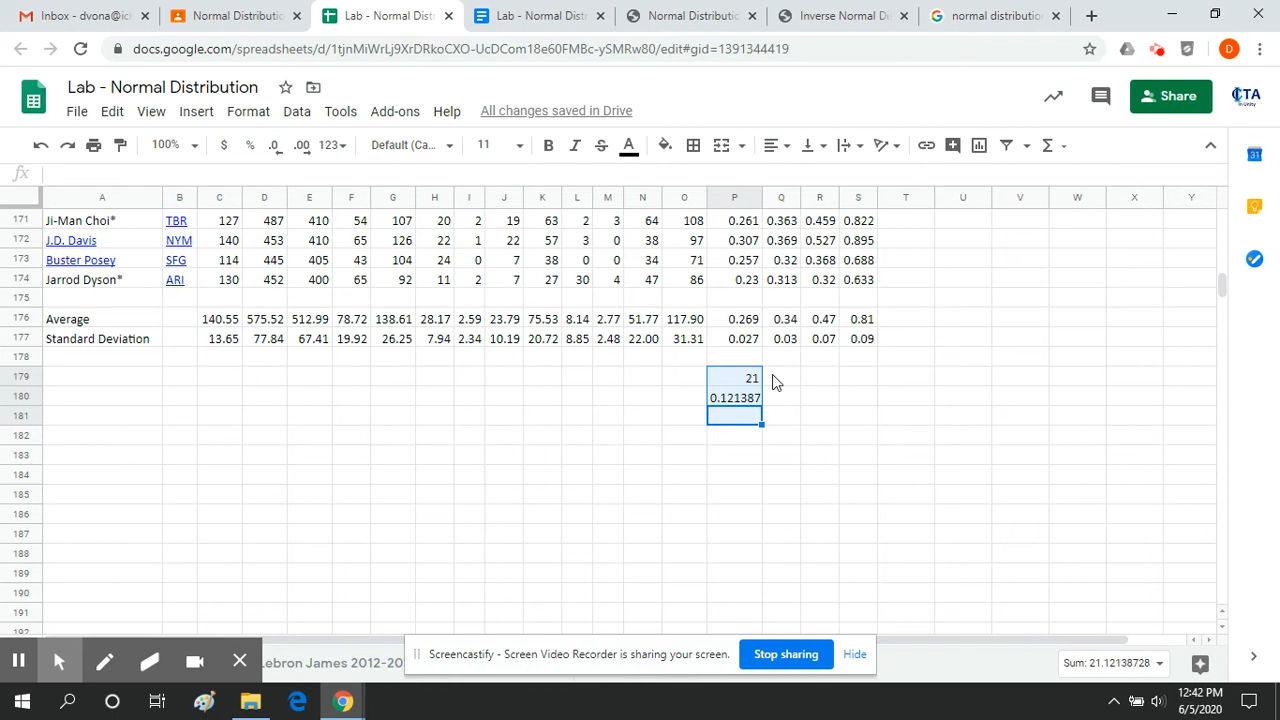 Inbox - dvona@ict
Normal Distributio
Lab - Normal Distr
Lab - Normal Distr
Normal Distribution
Inverse Normal Dis
normal distribution
docs.google.com/spreadsheets/d/1tjnMiWrLj9XrDRkoCXO-UcDCom18e60FMBc-ySMRw80/edit#gid=1391344419
D
Lab - Normal Distribution
File Edit View Insert Format Data Tools Add-ons Help All changes saved in Drive
Share
CTA
in Unity
100% $ % .0 .00 123 Default (Ca... 11 B I S A
fx
A B C D E F G H I J K L M N O P Q R S T U V W X Y
171 Ji-Man Choi* TBR 127 487 410 54 107 20 2 19 63 2 3 64 108 0.261 0.363 0.459 0.822
172 J.D. Davis NYM 140 453 410 65 126 22 1 22 57 3 0 38 97 0.307 0.369 0.527 0.895
173 Buster Posey SFG 114 445 405 43 104 24 0 7 38 0 0 34 71 0.257 0.32 0.368 0.688
174 Jarrod Dyson* ARI 130 452 400 65 92 11 2 7 27 30 4 47 86 0.23 0.313 0.32 0.633
175
176 Average 140.55 575.52 512.99 78.72 138.61 28.17 2.59 23.79 75.53 8.14 2.77 51.77 117.90 0.269 0.34 0.47 0.81
177 Standard Deviation 13.65 77.84 67.41 19.92 26.25 7.94 2.34 10.19 20.72 8.85 2.48 22.00 31.31 0.027 0.03 0.07 0.09
178
179 21
180 0.121387
181
182
183
184
185
186
187
188
189
190
191
192
Lebron James 2012-20
Screencastify - Screen Video Recorder is sharing your screen.
Stop sharing
Hide
Sum: 21.12138728
12:42 PM
6/5/2020